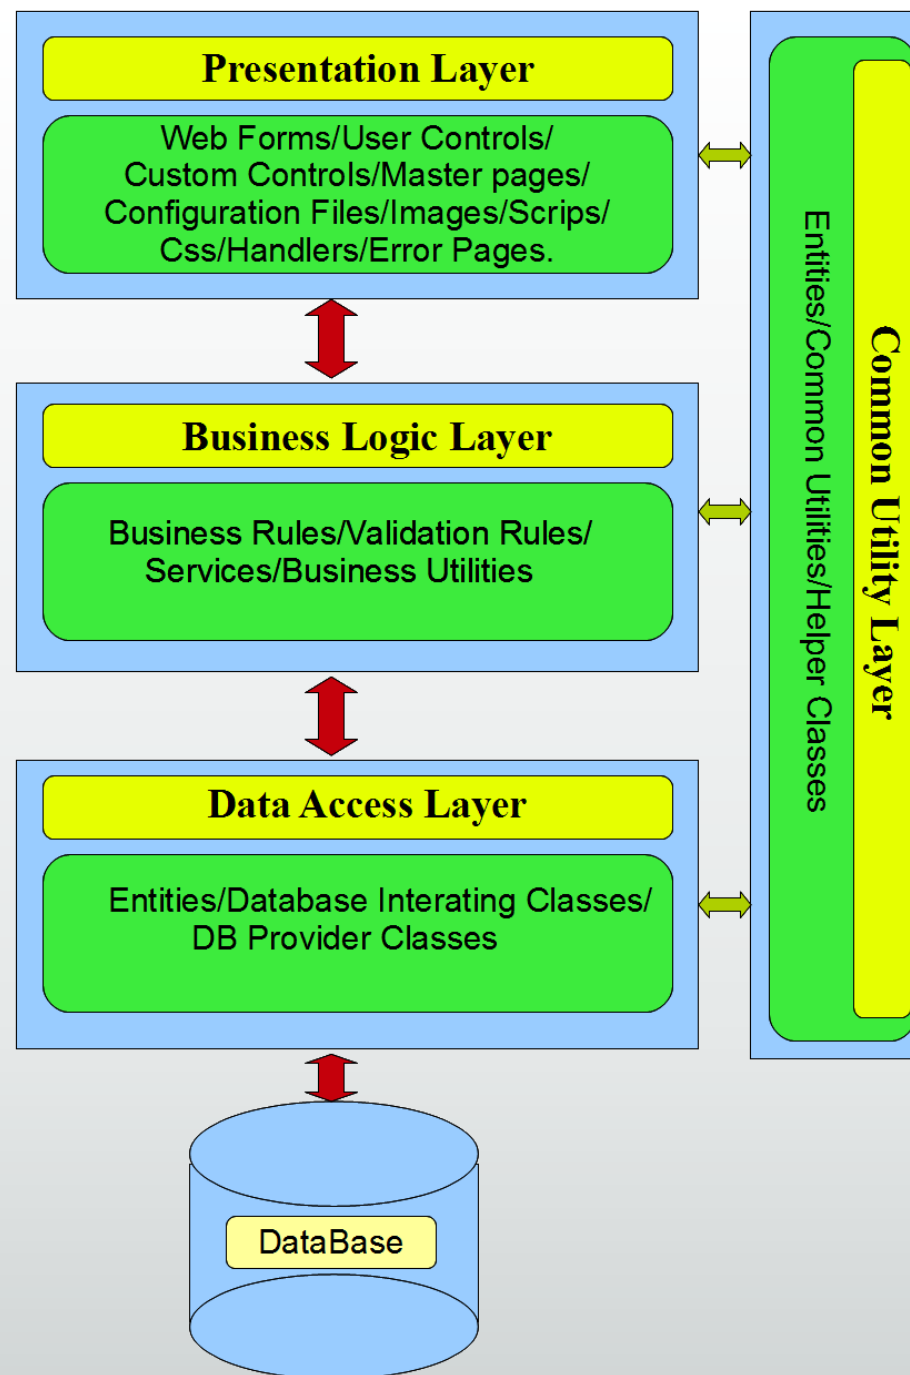 Presentation Layer
Web Forms/User Controls/
Custom Controls/Master pages/
Configuration Files/Images/Scrips/
Css/Handlers/Error Pages.
Business Logic Layer
Business Rules/Validation Rules/
Services/Business Utilities
Data Access Layer
Entities/Database Interating Classes/
DB Provider Classes
DataBase
Common Utility Layer
Entities/Common Utilities/Helper Classes